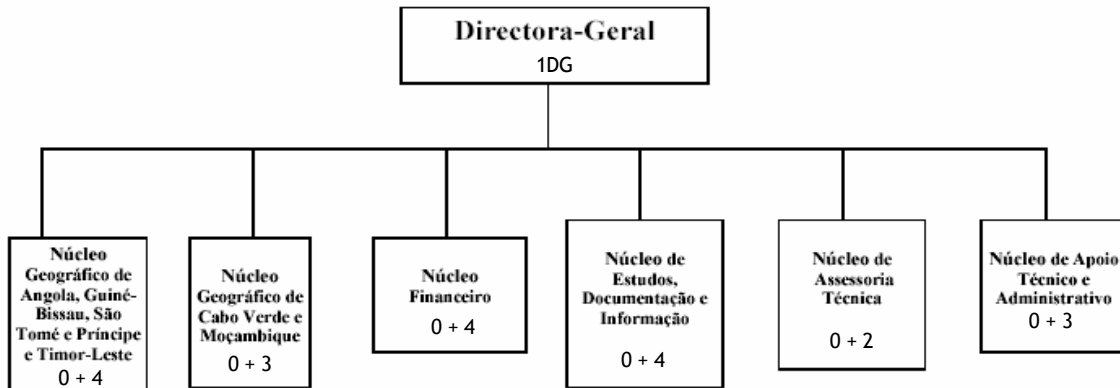 Directora-Geral
1DG
Núcleo
Geográfico de
Angola, Guiné-
Bissau, São
Tomé e Príncipe
e Timor-Leste
0 + 4
Núcleo
Geográfico de
Cabo Verde e
Moçambique
0 + 3
Núcleo
Financeiro
0 + 4
Núcleo de
Estudos,
Documentação e
Informação
0 + 4
Núcleo de
Assessoria
Técnica
0 + 2
Núcleo de Apoio
Técnico e
Administrativo
0 + 3